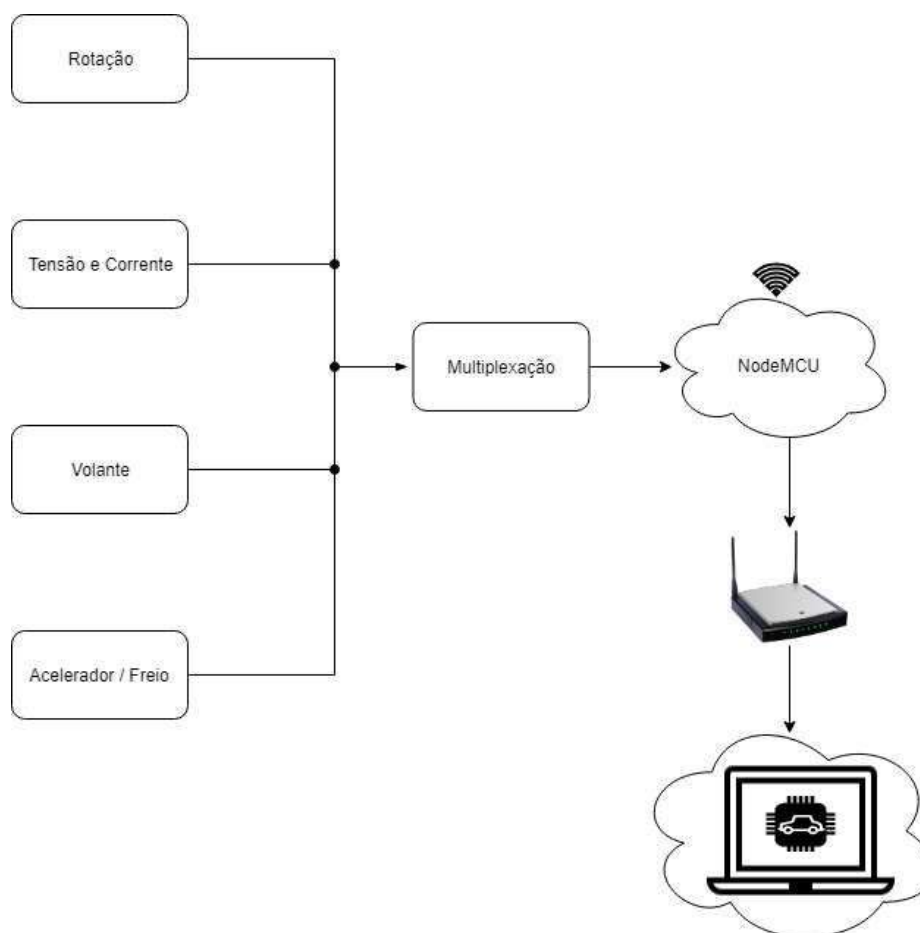 Rotação
Tensão e Corrente
Multiplexação
NodeMCU
Volante
Acelerador / Freio